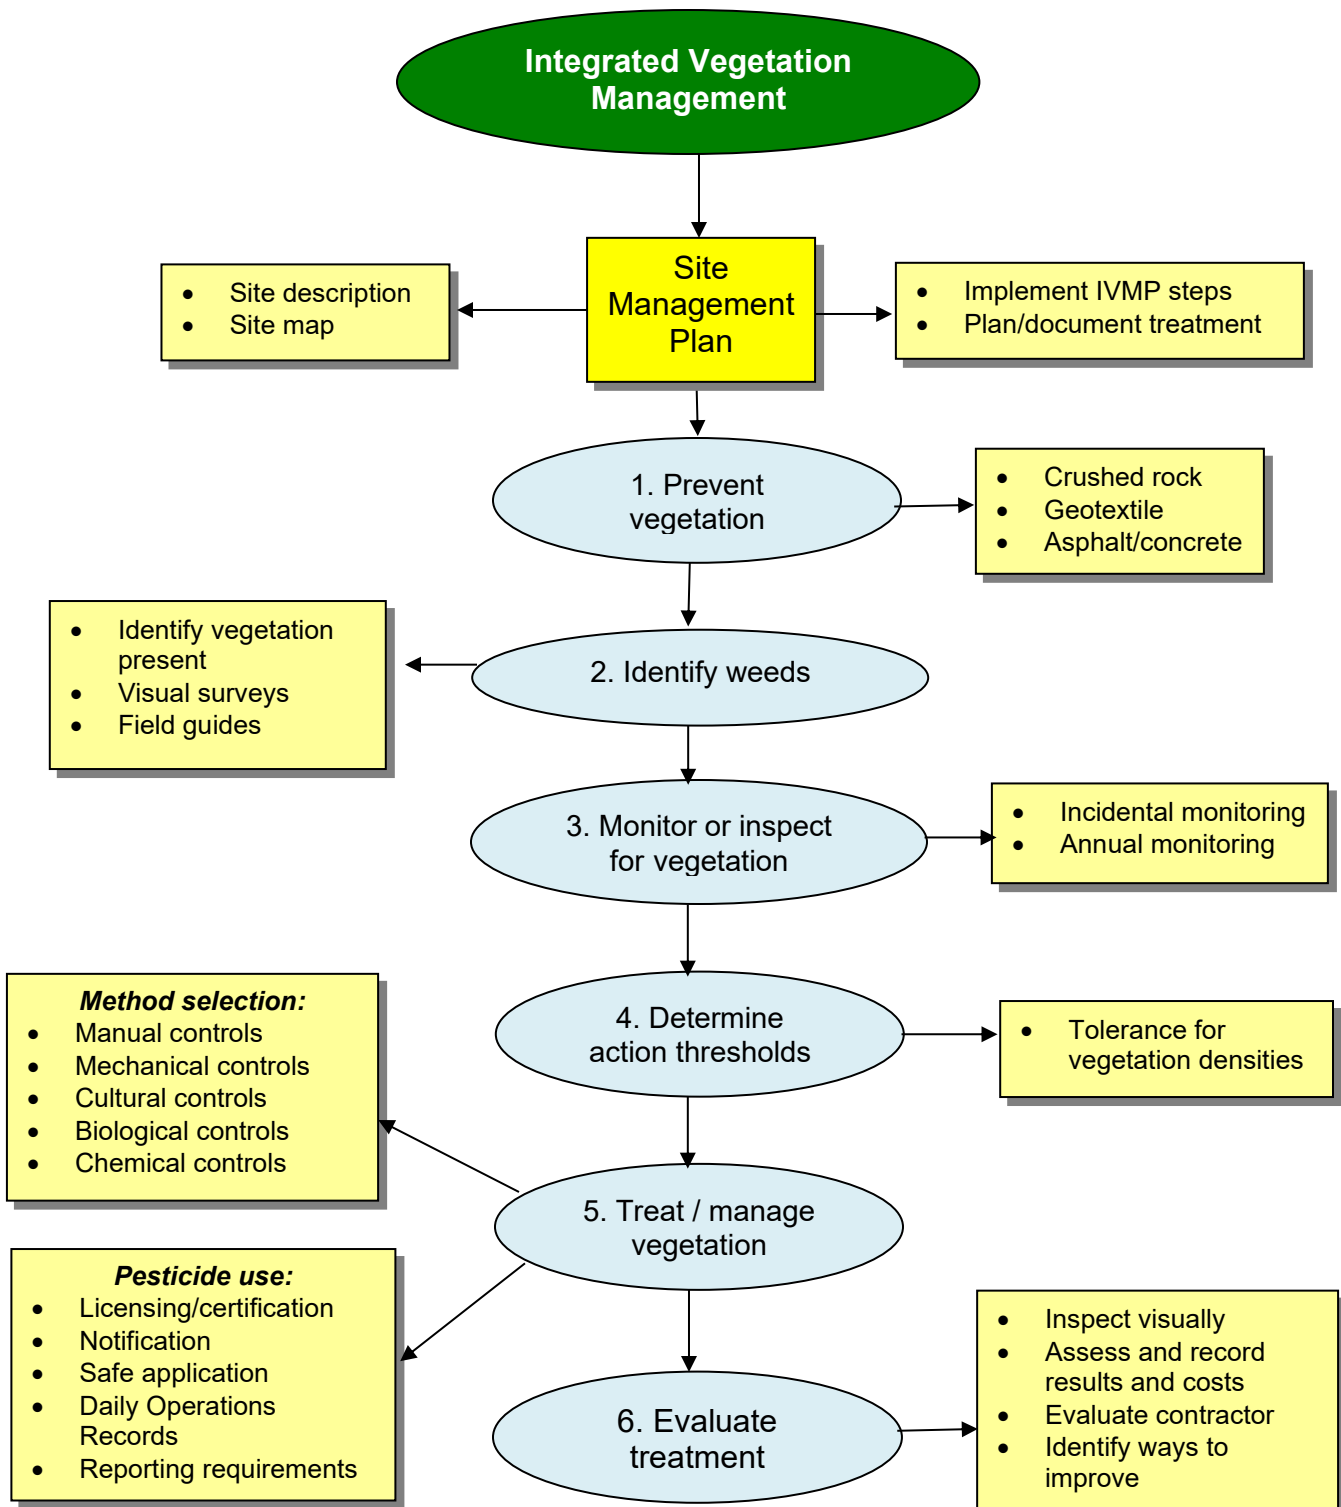 Integrated Vegetation
Management
Site
Management
Plan
• Site description
• Site map
• Implement IVMP steps
• Plan/document treatment
1. Prevent
vegetation
• Crushed rock
• Geotextile
• Asphalt/concrete
• Identify vegetation
present
• Visual surveys
• Field guides
2. Identify weeds
3. Monitor or inspect
for vegetation
• Incidental monitoring
• Annual monitoring
4. Determine
action thresholds
• Tolerance for
vegetation densities
Method selection:
• Manual controls
• Mechanical controls
• Cultural controls
• Biological controls
• Chemical controls
5. Treat / manage
vegetation
Pesticide use:
• Licensing/certification
• Notification
• Safe application
• Daily Operations
Records
• Reporting requirements
6. Evaluate
treatment
• Inspect visually
• Assess and record
results and costs
• Evaluate contractor
• Identify ways to
improve